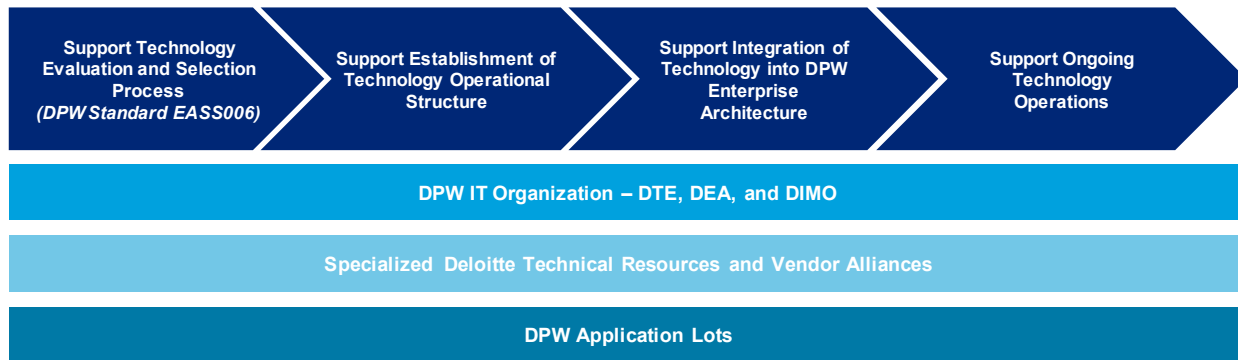 Support Technology
Evaluation and Selection
Process
(DPW Standard EASS006)
Support Establishment of
Technology Operational
Structure
Support Integration of
Technology into DPW
Enterprise
Architecture
Support Ongoing
Technology
Operations
DPW IT Organization – DTE, DEA, and DIMO
Specialized Deloitte Technical Resources and Vendor Alliances
DPW Application Lots